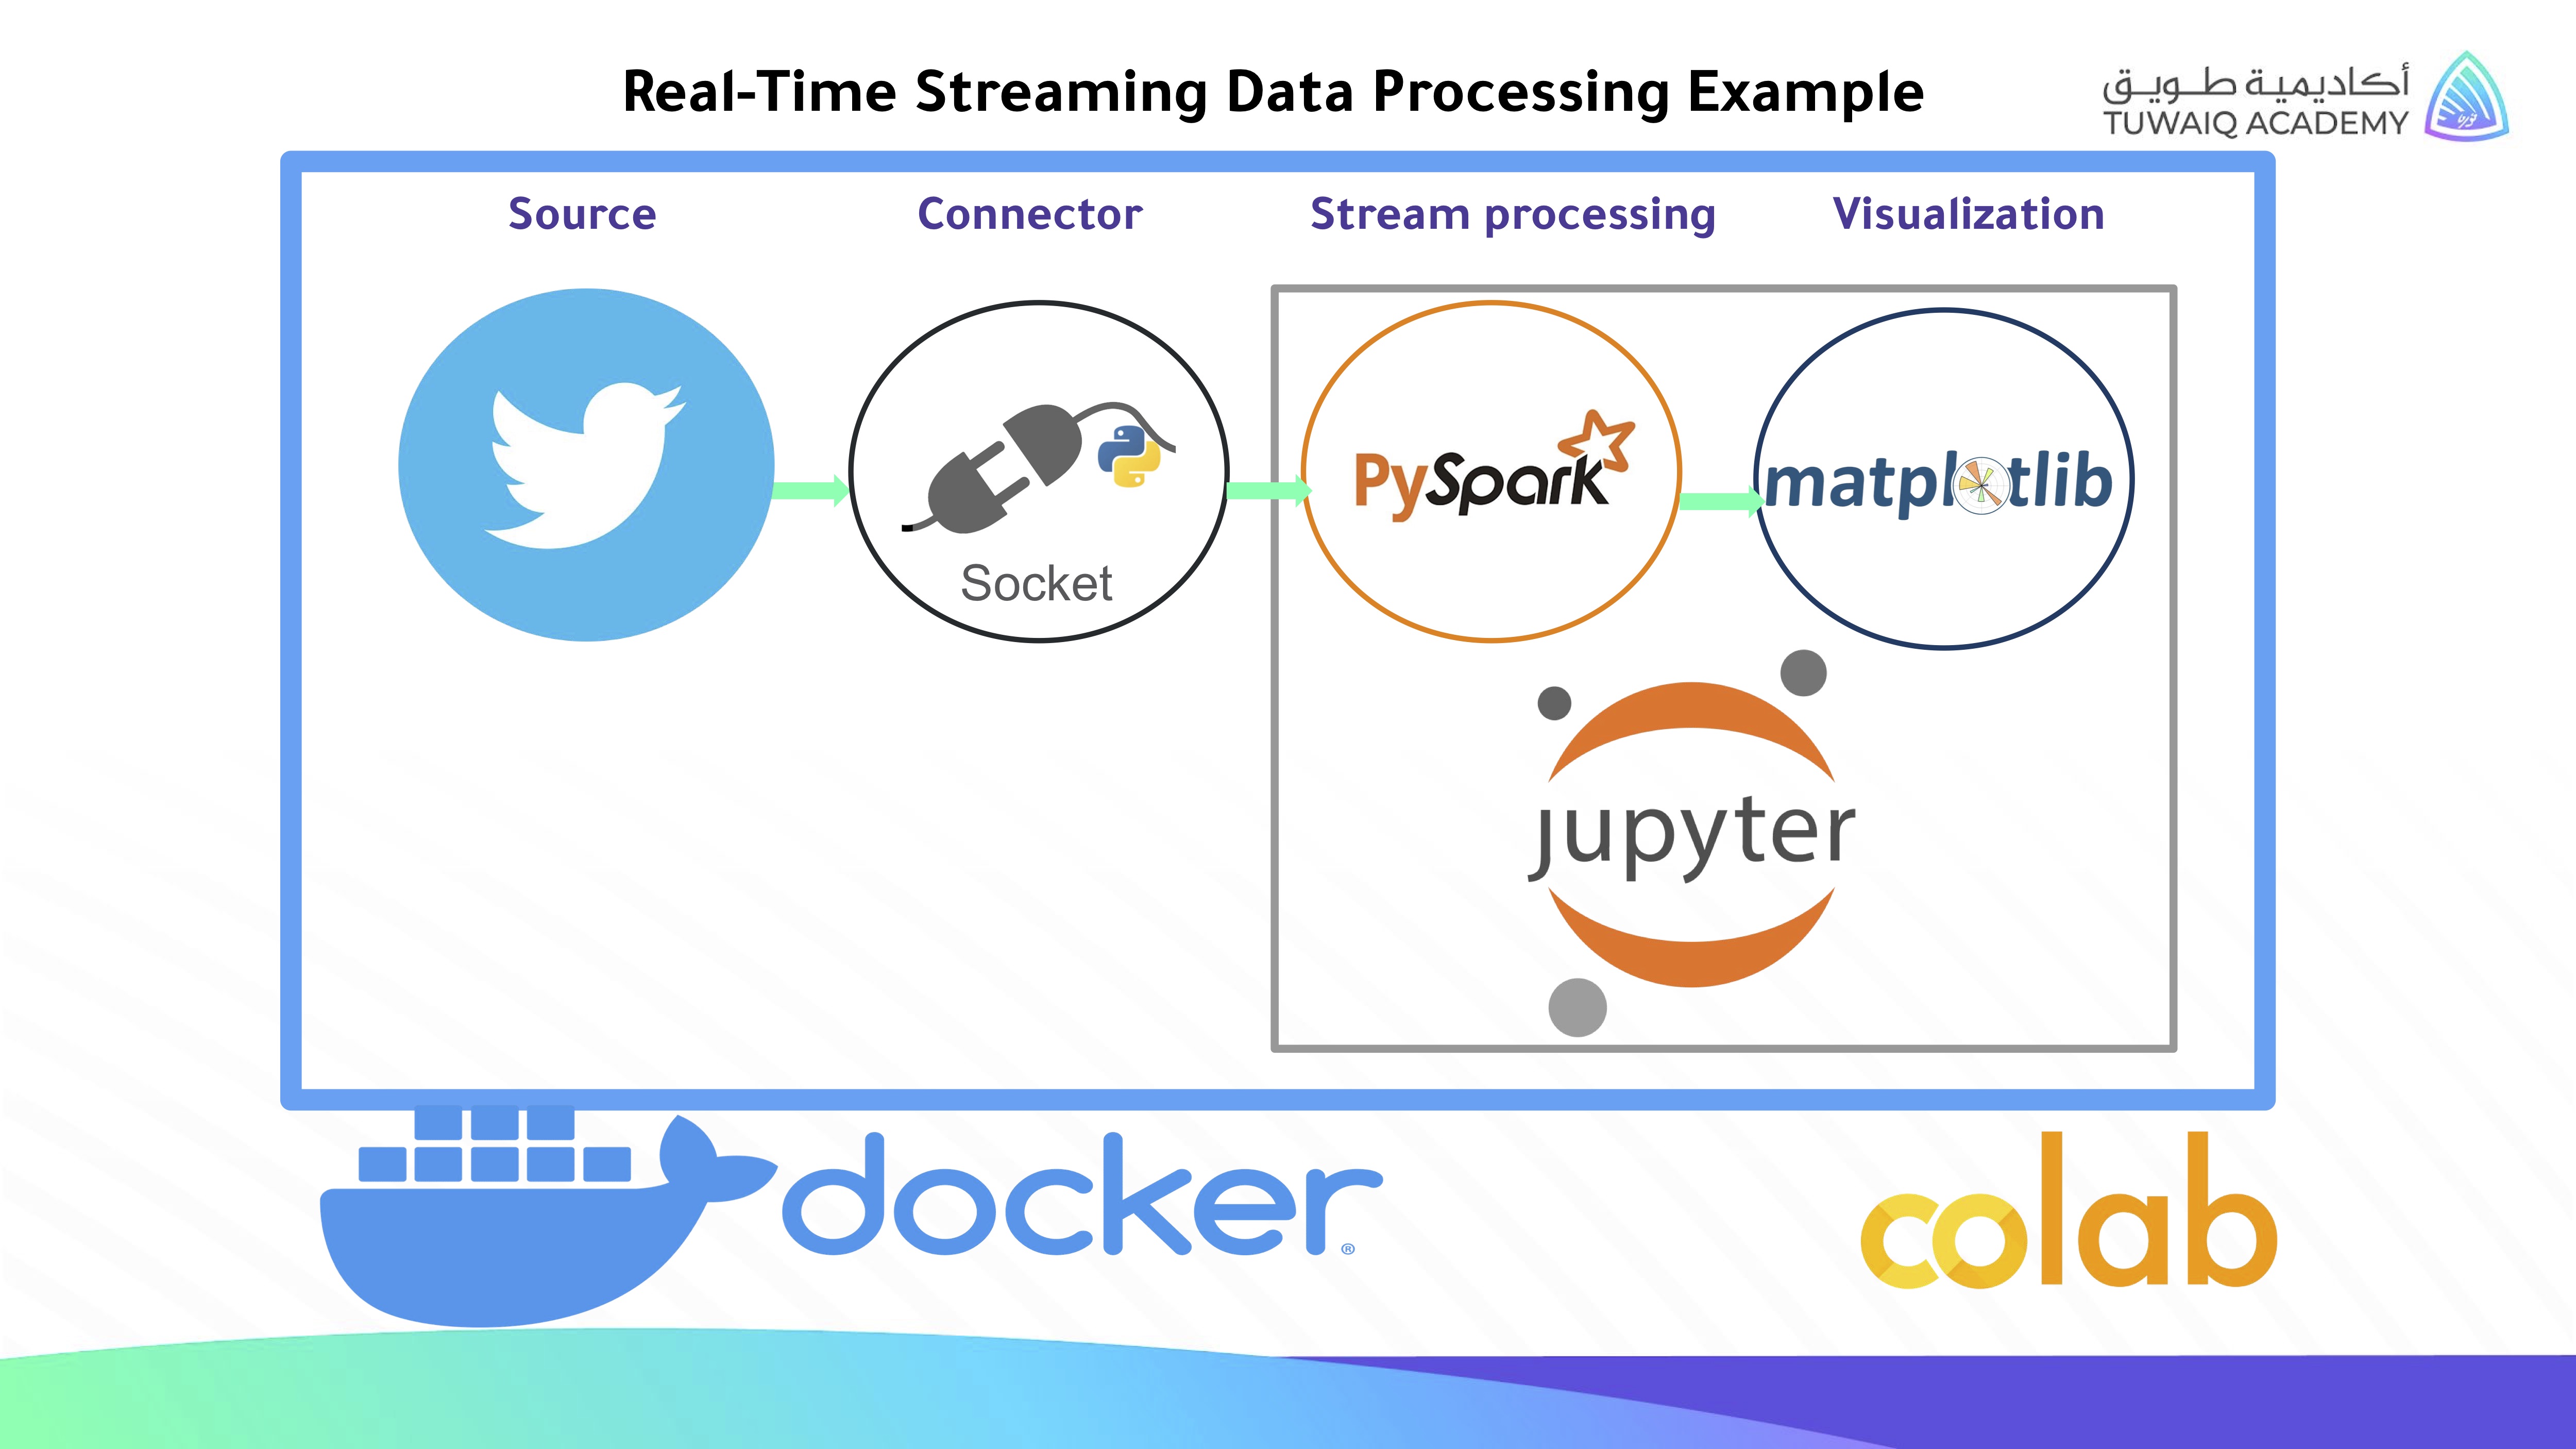 Real-Time Streaming Data Processing Example
أكاديمية طويق
TUWAIQ ACADEMY
Source
Connector
Stream processing
Visualization
Socket
PySpark
matplotlib
jupyter
docker®
colab